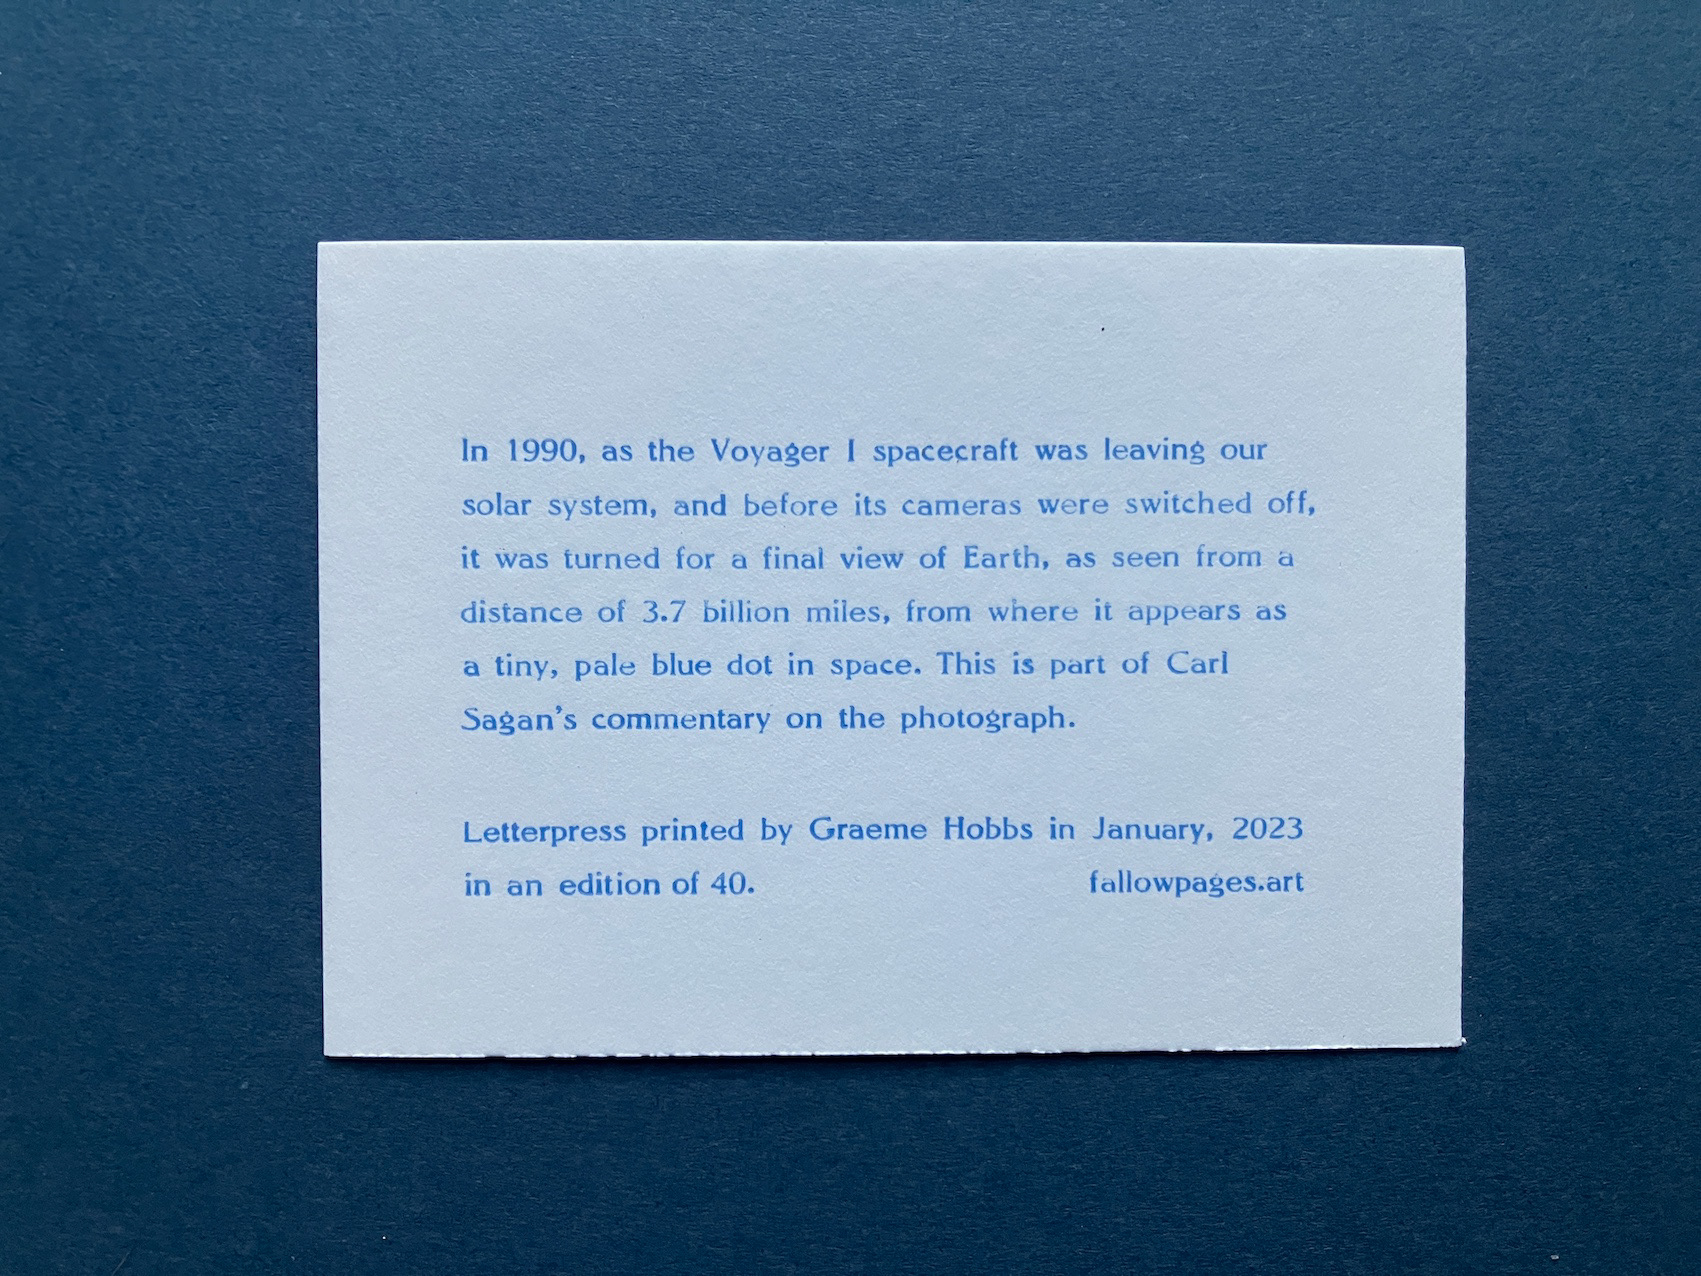 In 1990, as the Voyager I spacecraft was leaving our
solar system, and before its cameras were switched off,
it was turned for a final view of Earth, as seen from a
distance of 3.7 billion miles, from where it appears as
a tiny, pale blue dot in space. This is part of Carl
Sagan's commentary on the photograph.
Letterpress printed by Graeme Hobbs in January, 2023
in an edition of 40. fallowpages.art